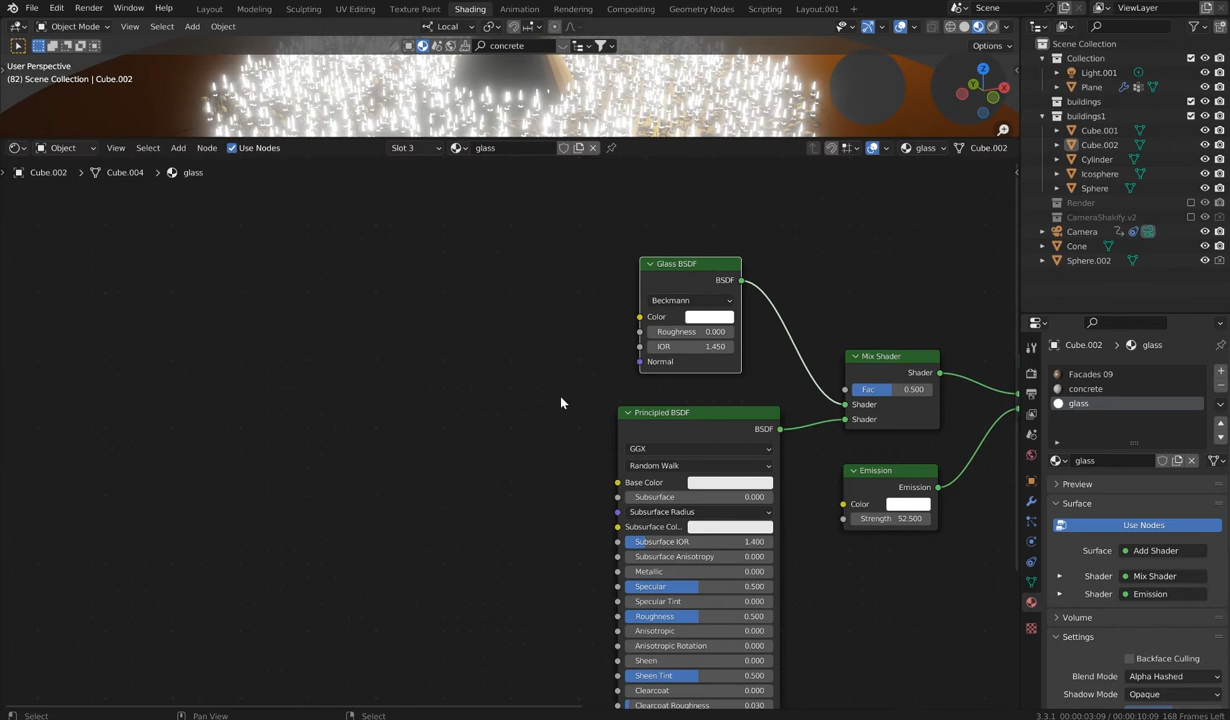 File Edit Render Window Help Layout Modeling Sculpting UV Editing Texture Paint Shading Animation Rendering Compositing Geometry Nodes Scripting Layout.001 + Scene ViewLayer
Object Mode View Select Add Object Local
concrete Options
User Perspective
(82) Scene Collection | Cube.002
Z
Y
X
Object View Select Add Node Use Nodes Slot 3 glass glass Cube.002
Cube.002 > Cube.004 > glass
Glass BSDF
BSDF
Beckmann
Color
Roughness 0.000
IOR 1.450
Normal
Mix Shader
Shader
Fac 0.500
Shader
Shader
Principled BSDF
BSDF
GGX
Random Walk
Base Color
Subsurface 0.000
Subsurface Radius
Subsurface Col...
Subsurface IOR 1.400
Subsurface Anisotropy 0.000
Metallic 0.000
Specular 0.500
Specular Tint 0.000
Roughness 0.500
Anisotropic 0.000
Anisotropic Rotation 0.000
Sheen 0.000
Sheen Tint 0.500
Clearcoat 0.000
Clearcoat Roughness 0.030
Emission
Emission
Color
Strength 52.500
Scene Collection
Collection
Light.001
Plane
buildings
buildings1
Cube.001
Cube.002
Cylinder
Icosphere
Sphere
Render
CameraShakify.v2
Camera
Cone
Sphere.002
Cube.002 > glass
Facades 09
concrete
glass
glass
Preview
Surface
Use Nodes
Surface Add Shader
Shader Mix Shader
Shader Emission
Volume
Settings
Backface Culling
Blend Mode Alpha Hashed
Shadow Mode Opaque
Select Pan View Select 00:00:03:09 / 00:00:10:09 168 Frames Left 3.3.1